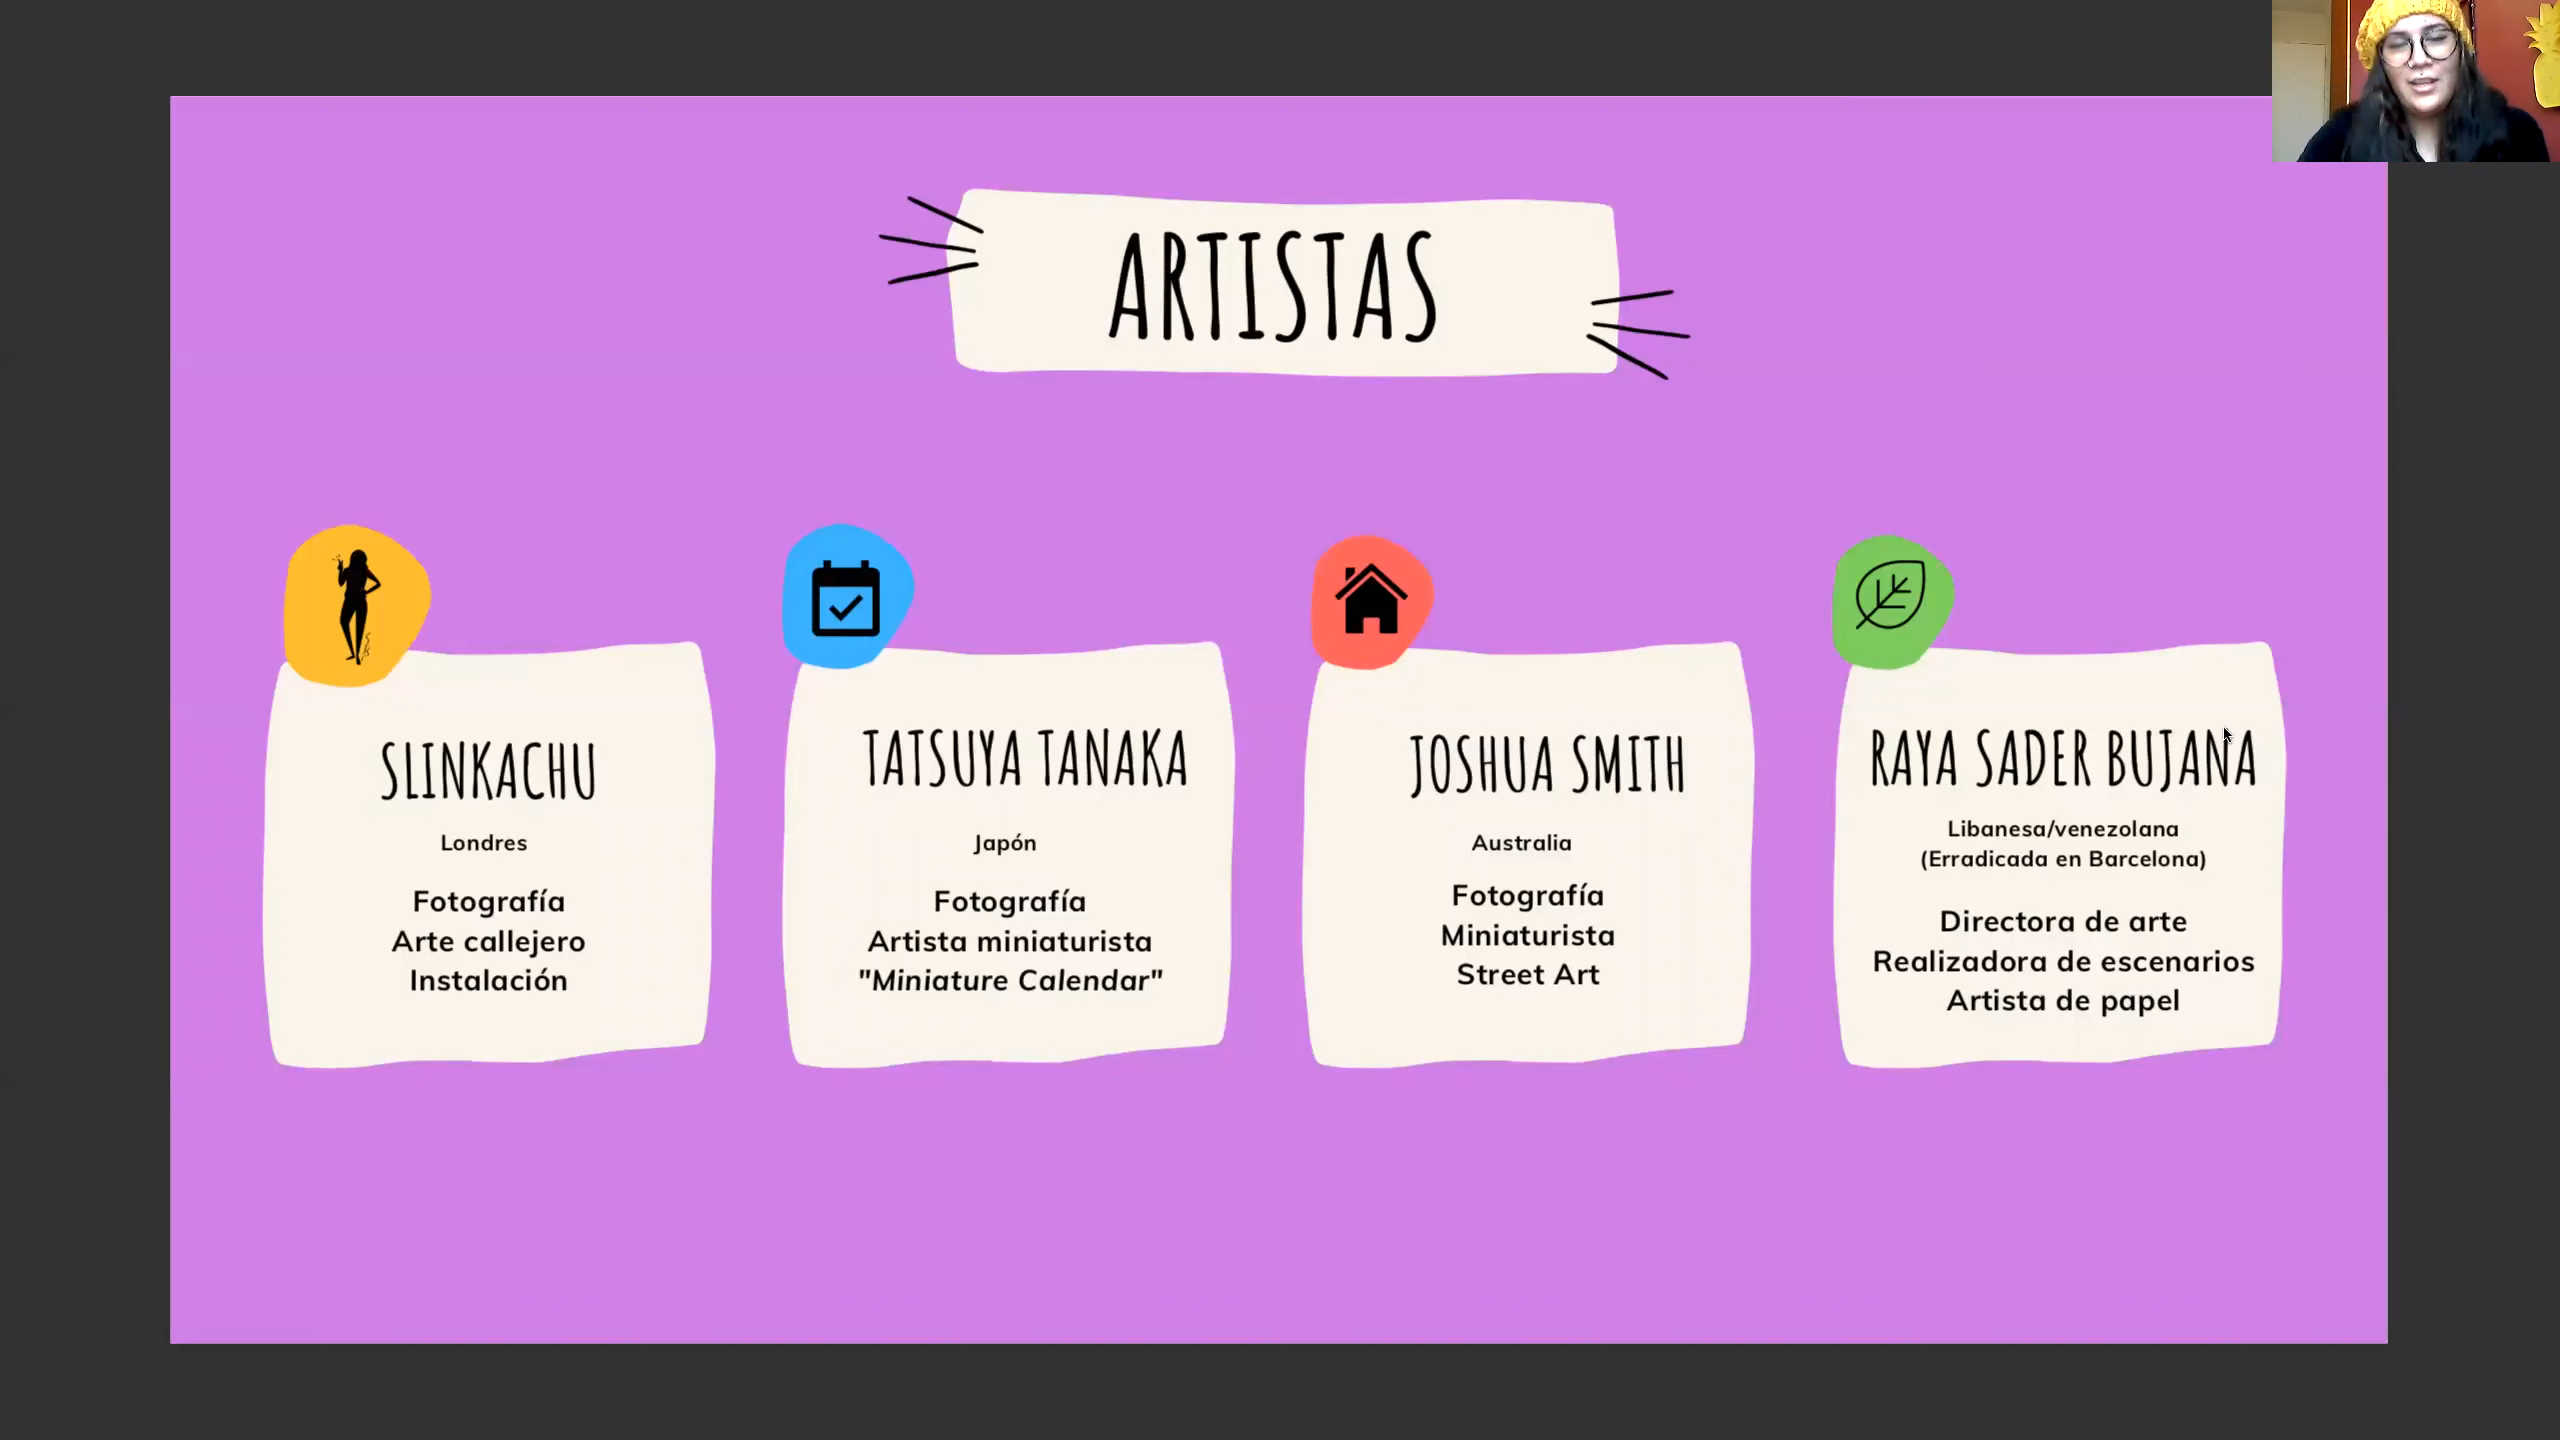 ARTISTAS
SLINKACHU
Londres
Fotografía
Arte callejero
Instalación
TATSUYA TANAKA
Japón
Fotografía
Artista miniaturista
"Miniature Calendar"
JOSHUA SMITH
Australia
Fotografía
Miniaturista
Street Art
RAYA SADER BUJANA
Libanesa/venezolana
(Erradicada en Barcelona)
Directora de arte
Realizadora de escenarios
Artista de papel